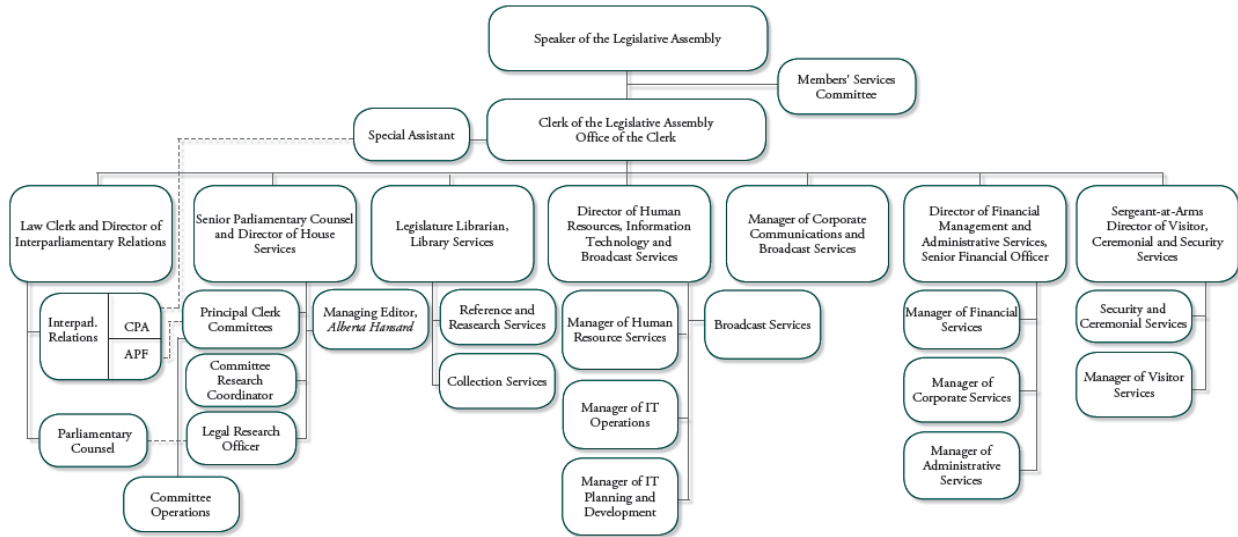 Speaker of the Legislative Assembly
Members' Services
Committee
Clerk of the Legislative Assembly
Office of the Clerk
Special Assistant
Law Clerk and Director of
Interparliamentary Relations
Senior Parliamentary Counsel
and Director of House
Services
Legislature Librarian,
Library Services
Director of Human
Resources, Information
Technology and
Broadcast Services
Manager of Corporate
Communications and
Broadcast Services
Director of Financial
Management and
Administrative Services,
Senior Financial Officer
Sergeant-at-Arms
Director of Visitor,
Ceremonial and Security
Services
Interparl.
Relations
CPA
APF
Parliamentary
Counsel
Principal Clerk
Committees
Managing Editor,
Alberta Hansard
Committee
Research
Coordinator
Legal Research
Officer
Committee
Operations
Reference and
Reasearch Services
Collection Services
Manager of Human
Resource Services
Broadcast Services
Manager of IT
Operations
Manager of IT
Planning and
Development
Manager of Financial
Services
Manager of
Corporate Services
Manager of
Administrative
Services
Security and
Ceremonial Services
Manager of Visitor
Services